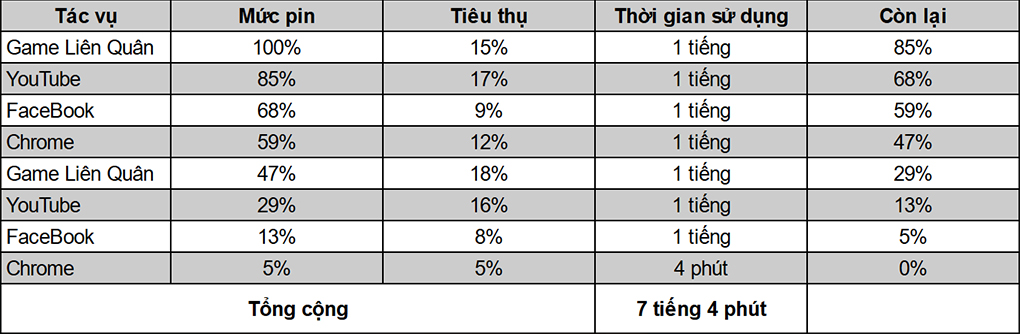 Tác vụ Mức pin Tiêu thụ Thời gian sử dụng Còn lại
Game Liên Quân 100% 15% 1 tiếng 85%
YouTube 85% 17% 1 tiếng 68%
FaceBook 68% 9% 1 tiếng 59%
Chrome 59% 12% 1 tiếng 47%
Game Liên Quân 47% 18% 1 tiếng 29%
YouTube 29% 16% 1 tiếng 13%
FaceBook 13% 8% 1 tiếng 5%
Chrome 5% 5% 4 phút 0%
Tổng cộng 7 tiếng 4 phút